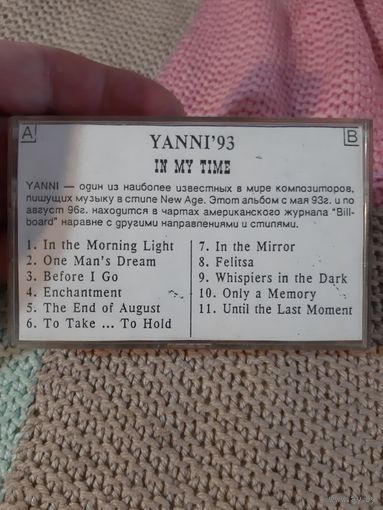 A B
YANNI'93
IN MY TIME
YANNI — один из наиболее известных в мире композиторов,
пишущих музыку в стиле New Age. Этот альбом с мая 93г. и по
август 96г. находится в чартах американского журнала "Bill-
board" наравне с другими направлениями и стилями.
1. In the Morning Light
2. One Man's Dream
3. Before I Go
4. Enchantment
5. The End of August
6. To Take ... To Hold
7. In the Mirror
8. Felitsa
9. Whispiers in the Dark
10. Only a Memory
11. Until the Last Moment